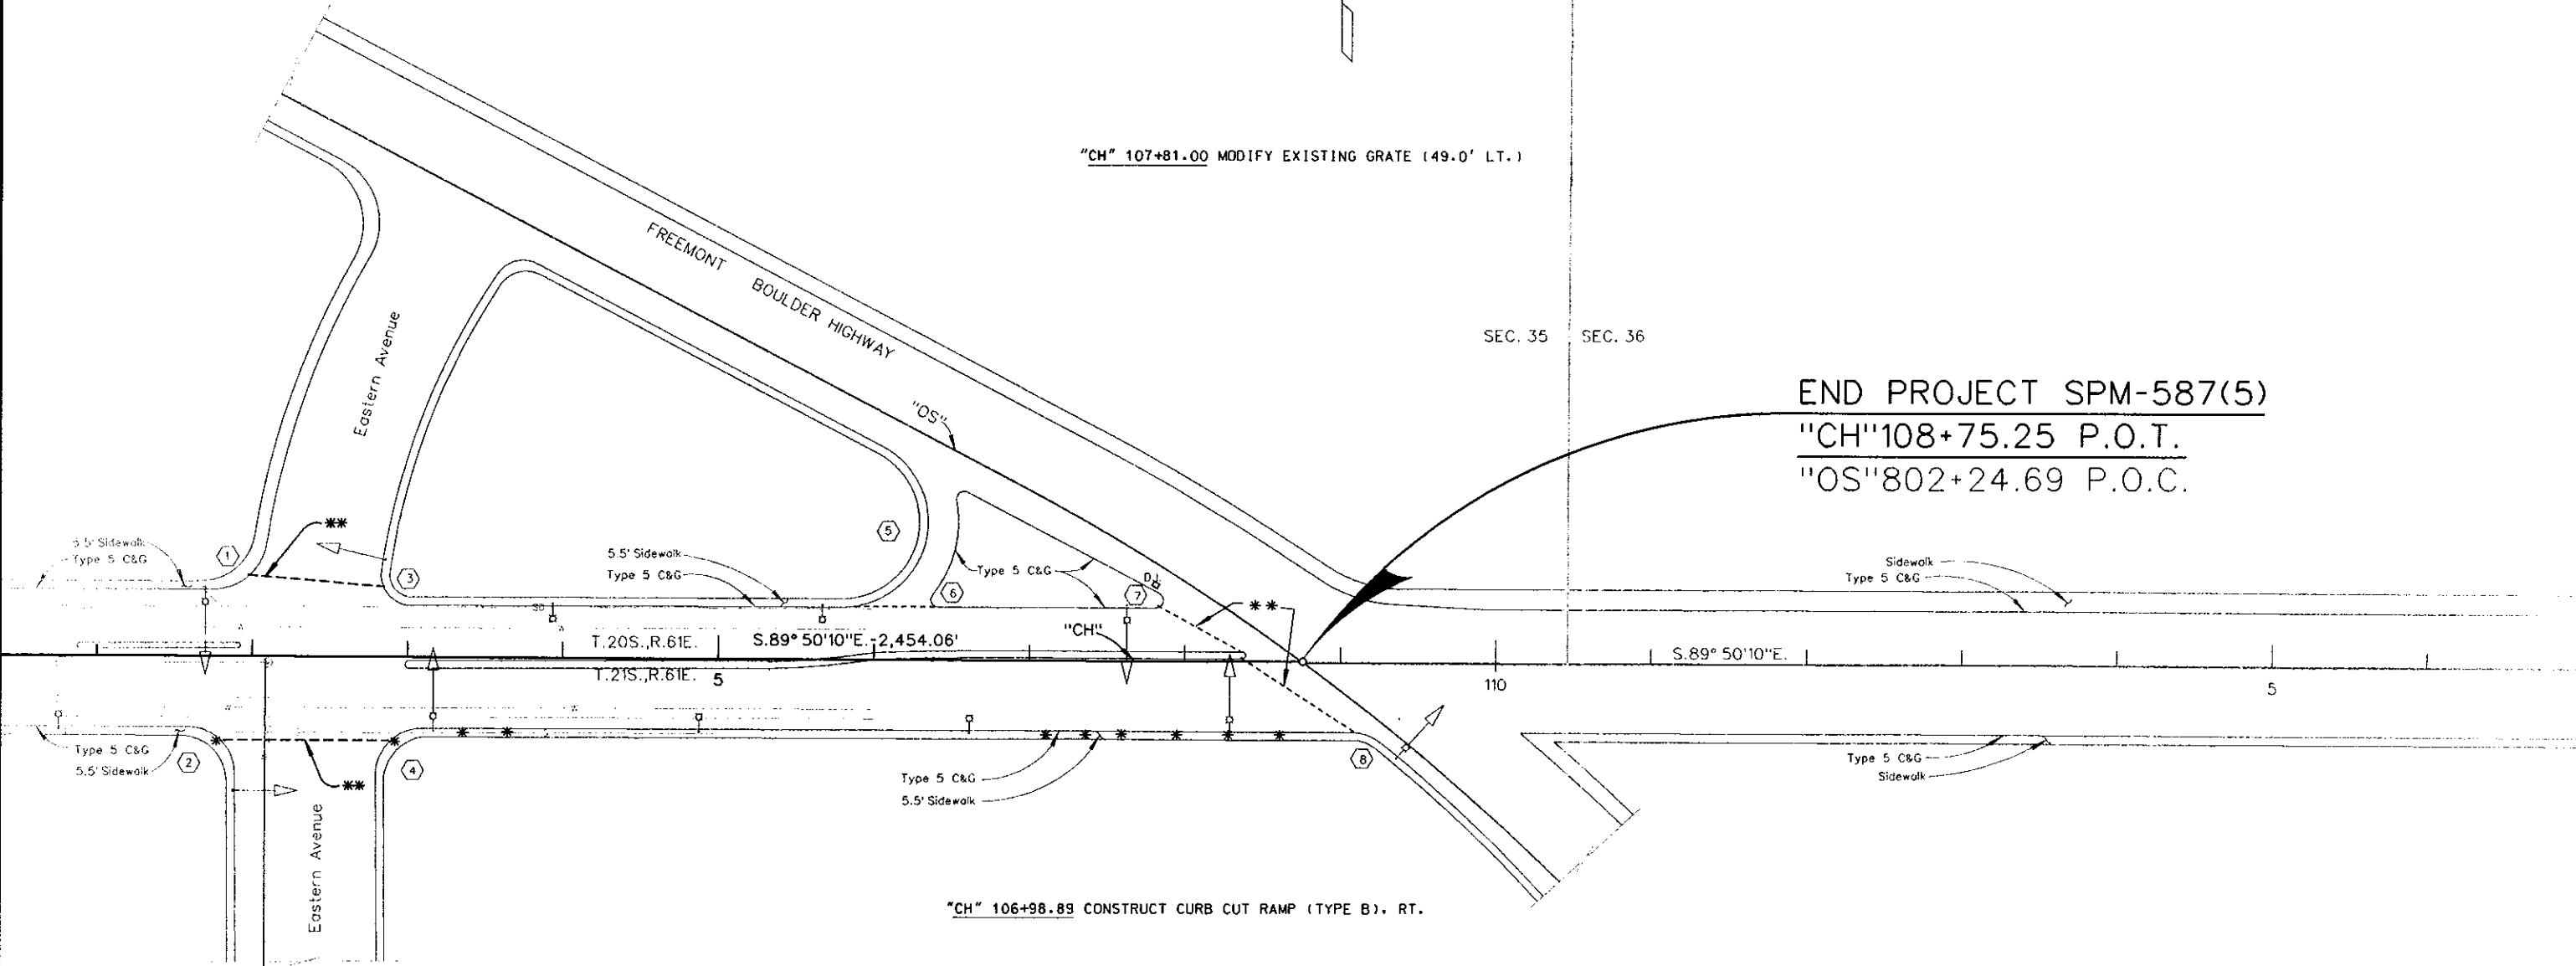 "CH" 107+81.00 MODIFY EXISTING GRATE (49.0' LT.)
FREEMONT BOULDER HIGHWAY
Eastern Avenue
SEC. 35 SEC. 36
END PROJECT SPM-587(5)
"CH"108+75.25 P.O.T.
"OS"802+24.69 P.O.C.
"OS"
**
1
5
5.5' Sidewalk
Type 5 C&G
3
5.5' Sidewalk
Type 5 C&G
Type 5 C&G
6
7
D.I.
**
Sidewalk
Type 5 C&G
SD
T.20S.,R.61E.
S.89° 50'10"E.-2,454.06'
"CH"
S.89° 50'10"E.
T.21S.,R.61E.
5
110
5
Type 5 C&G
5.5' Sidewalk
2
4
**
Type 5 C&G
5.5' Sidewalk
8
Type 5 C&G
Sidewalk
Eastern Avenue
"CH" 106+98.89 CONSTRUCT CURB CUT RAMP (TYPE B), RT.